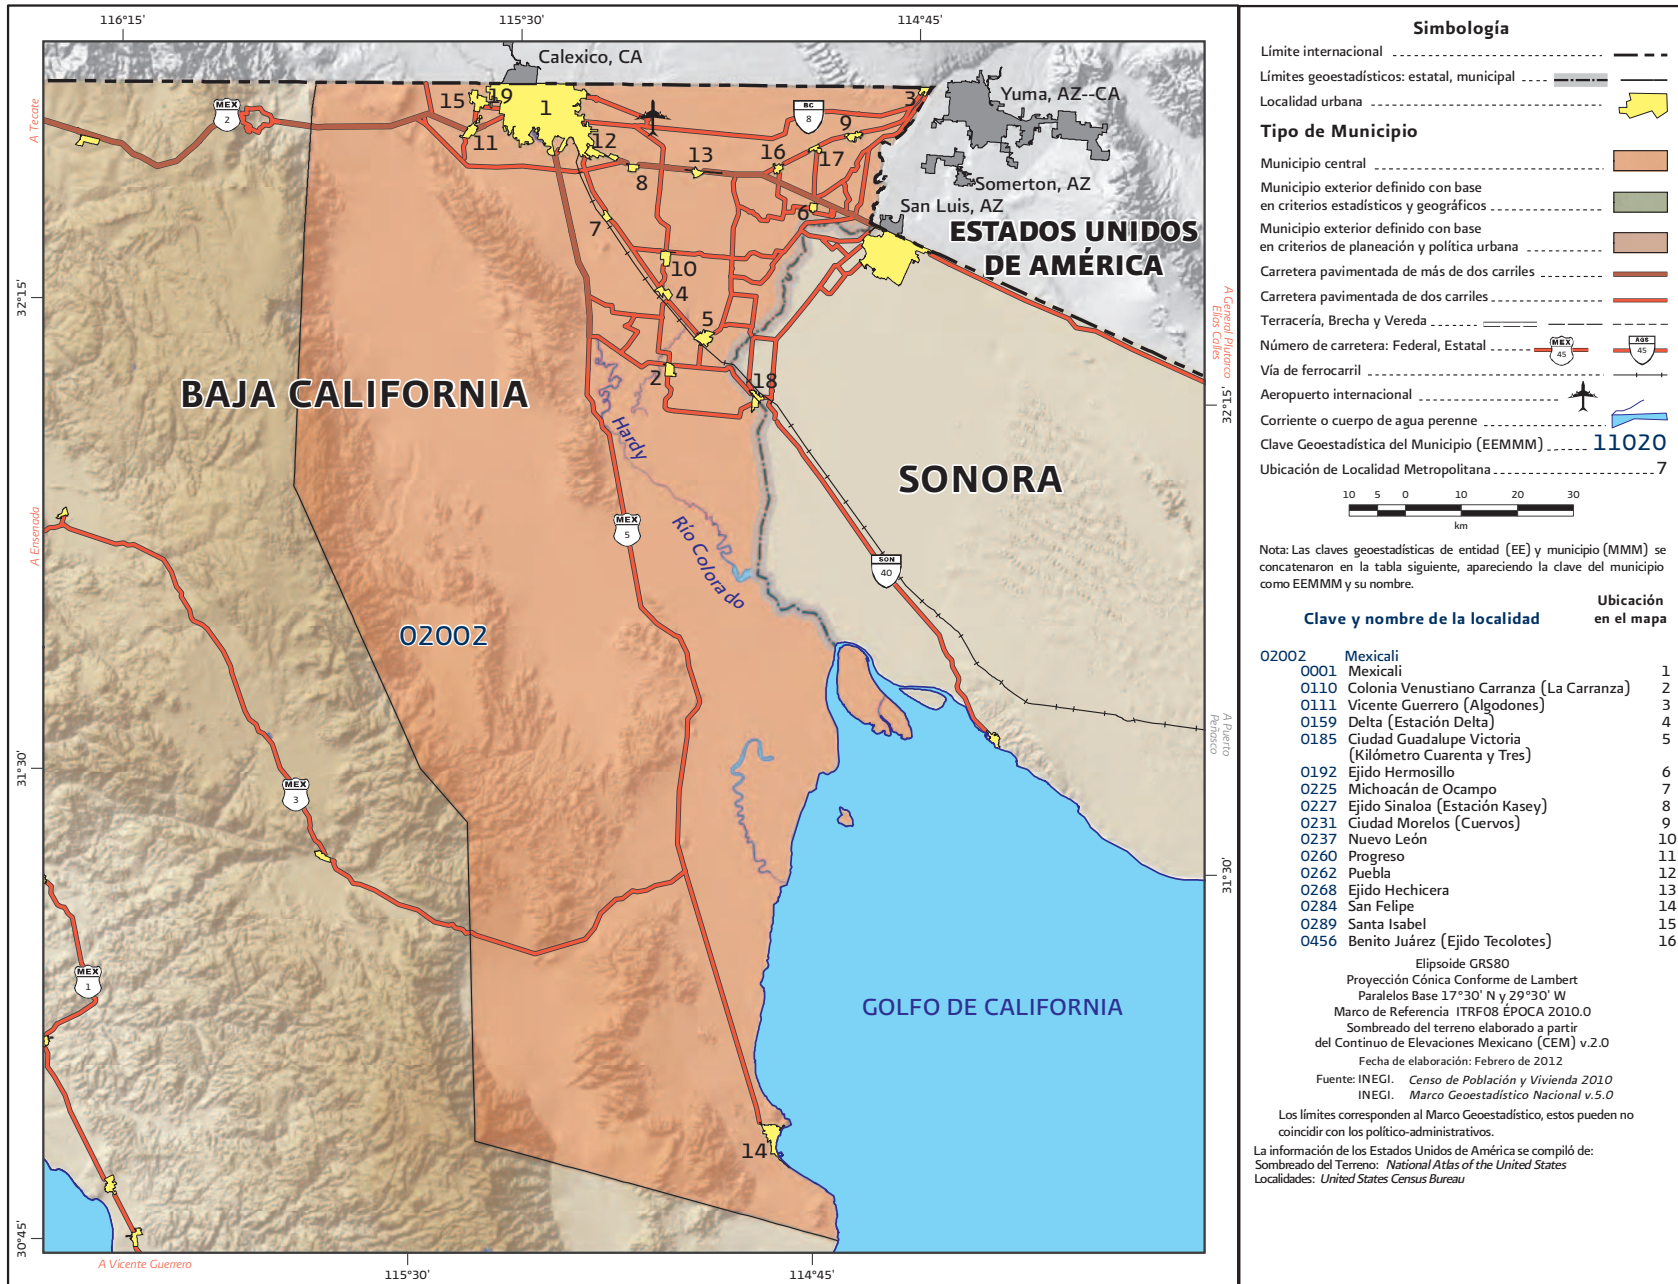 116°15'
115°30'
114°45'
Calexico, CA
A Tecate
MEX
2
15
19
1
11
12
8
13
BC
8
16
17
9
3
Yuma, AZ--CA
Somerton, AZ
San Luis, AZ
ESTADOS UNIDOS
DE AMÉRICA
6
7
10
4
5
2
18
32°15'
A General Plutarco
Elías Calles
32°15'
BAJA CALIFORNIA
Hardy
SONORA
Río Colorado
MEX
5
SON
40
A Ensenada
02002
A Puerto
Peñasco
31°30'
MEX
3
31°30'
MEX
1
GOLFO DE CALIFORNIA
14
30°45'
A Vicente Guerrero
115°30'
114°45'
Simbología
Límite internacional
Límites geoestadísticos: estatal, municipal
Localidad urbana
Tipo de Municipio
Municipio central
Municipio exterior definido con base
en criterios estadísticos y geográficos
Municipio exterior definido con base
en criterios de planeación y política urbana
Carretera pavimentada de más de dos carriles
Carretera pavimentada de dos carriles
Terracería, Brecha y Vereda
Número de carretera: Federal, Estatal MEX 45 AGS 45
Vía de ferrocarril
Aeropuerto internacional
Corriente o cuerpo de agua perenne
Clave Geoestadística del Municipio (EEMMM) 11020
Ubicación de Localidad Metropolitana 7
10 5 0 10 20 30
km
Nota: Las claves geoestadísticas de entidad (EE) y municipio (MMM) se
concatenaron en la tabla siguiente, apareciendo la clave del municipio
como EEMMM y su nombre.
Clave y nombre de la localidad
Ubicación
en el mapa
02002 Mexicali
0001 Mexicali 1
0110 Colonia Venustiano Carranza (La Carranza) 2
0111 Vicente Guerrero (Algodones) 3
0159 Delta (Estación Delta) 4
0185 Ciudad Guadalupe Victoria 5
(Kilómetro Cuarenta y Tres)
0192 Ejido Hermosillo 6
0225 Michoacán de Ocampo 7
0227 Ejido Sinaloa (Estación Kasey) 8
0231 Ciudad Morelos (Cuervos) 9
0237 Nuevo León 10
0260 Progreso 11
0262 Puebla 12
0268 Ejido Hechicera 13
0284 San Felipe 14
0289 Santa Isabel 15
0456 Benito Juárez (Ejido Tecolotes) 16
Elipsoide GRS80
Proyección Cónica Conforme de Lambert
Paralelos Base 17°30' N y 29°30' W
Marco de Referencia ITRF08 ÉPOCA 2010.0
Sombreado del terreno elaborado a partir
del Continuo de Elevaciones Mexicano (CEM) v.2.0
Fecha de elaboración: Febrero de 2012
Fuente: INEGI. Censo de Población y Vivienda 2010
INEGI. Marco Geoestadístico Nacional v.5.0
Los límites corresponden al Marco Geoestadístico, estos pueden no
coincidir con los político-administrativos.
La información de los Estados Unidos de América se compiló de:
Sombreado del Terreno: National Atlas of the United States
Localidades: United States Census Bureau